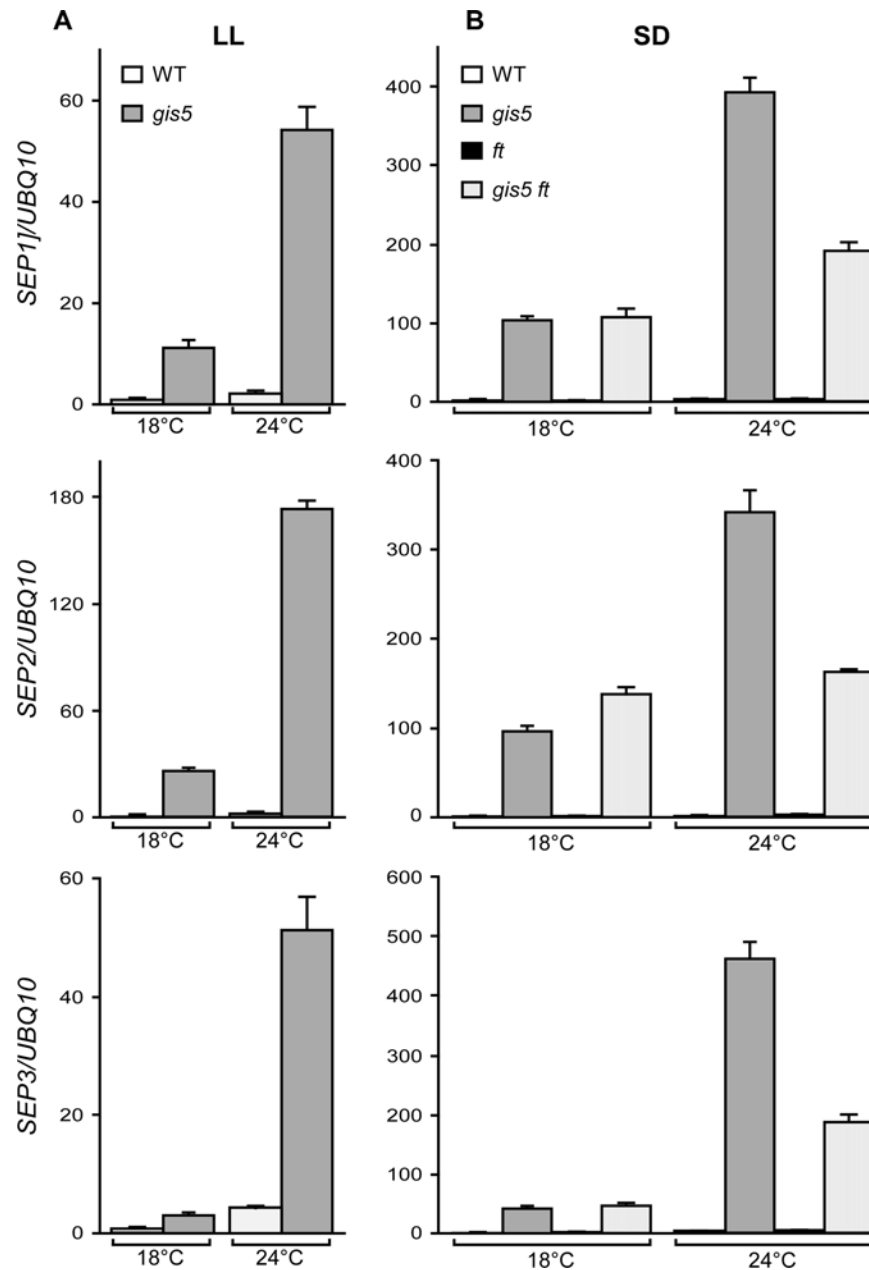 A
LL
WT
gis5
SEP1]/UBQ10
60
40
20
0
18°C
24°C
B
SD
WT
gis5
ft
gis5 ft
400
300
200
100
0
18°C
24°C
SEP2/UBQ10
180
120
60
0
18°C
24°C
400
300
200
100
0
18°C
24°C
SEP3/UBQ10
60
40
20
0
18°C
24°C
600
500
400
300
200
100
0
18°C
24°C